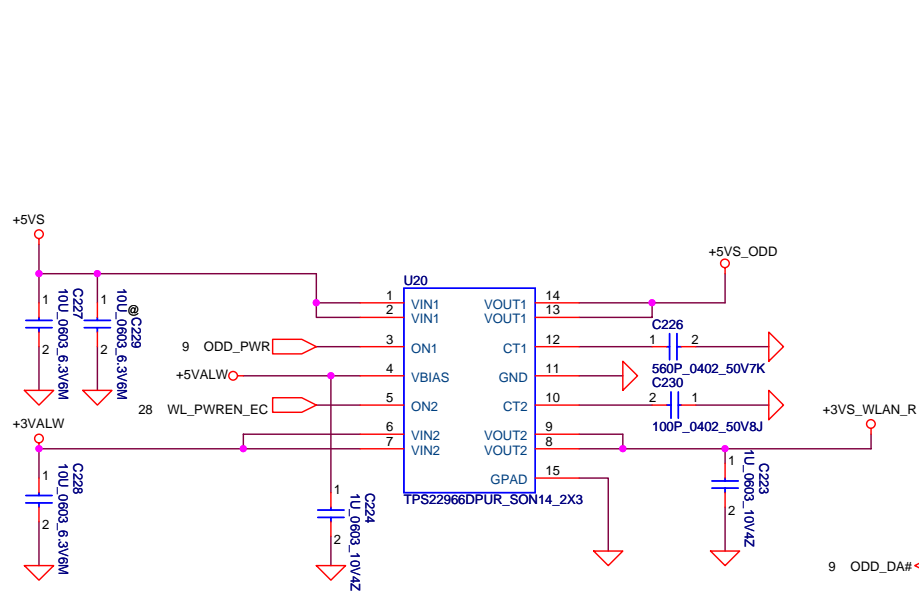 +5VS
1
2
C227
10U_0603_6.3V6M
1
2
@
C229
10U_0603_6.3V6M
U20
1 VIN1
2 VIN1
9 ODD_PWR
3 ON1
+5VALW
4 VBIAS
28 WL_PWREN_EC
5 ON2
6 VIN2
7 VIN2
VOUT1 14
VOUT1 13
CT1 12
GND 11
CT2 10
VOUT2 9
VOUT2 8
GPAD 15
TPS22966DPUR_SON14_2X3
+5VS_ODD
C226
1 2
560P_0402_50V7K
C230
2 1
100P_0402_50V8J
+3VS_WLAN_R
1
2
C223
1U_0603_10V4Z
+3VALW
1
2
C228
10U_0603_6.3V6M
1
2
C224
1U_0603_10V4Z
9 ODD_DA#